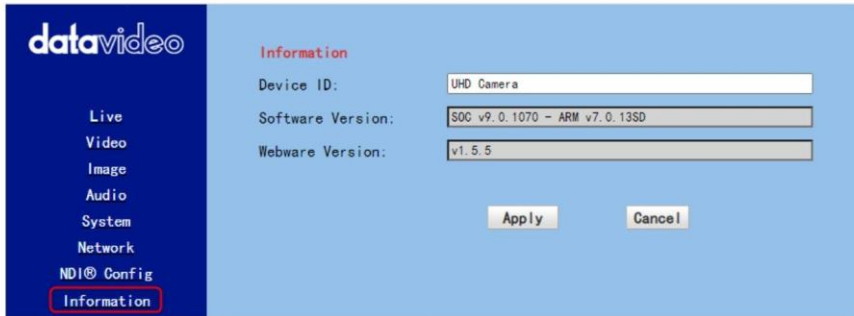 datavideo
Live
Video
Image
Audio
System
Network
NDI® Config
Information
Information
Device ID: UHD Camera
Software Version: SOC v9.0.1070 - ARM v7.0.13SD
Webware Version: v1.5.5
Apply Cancel